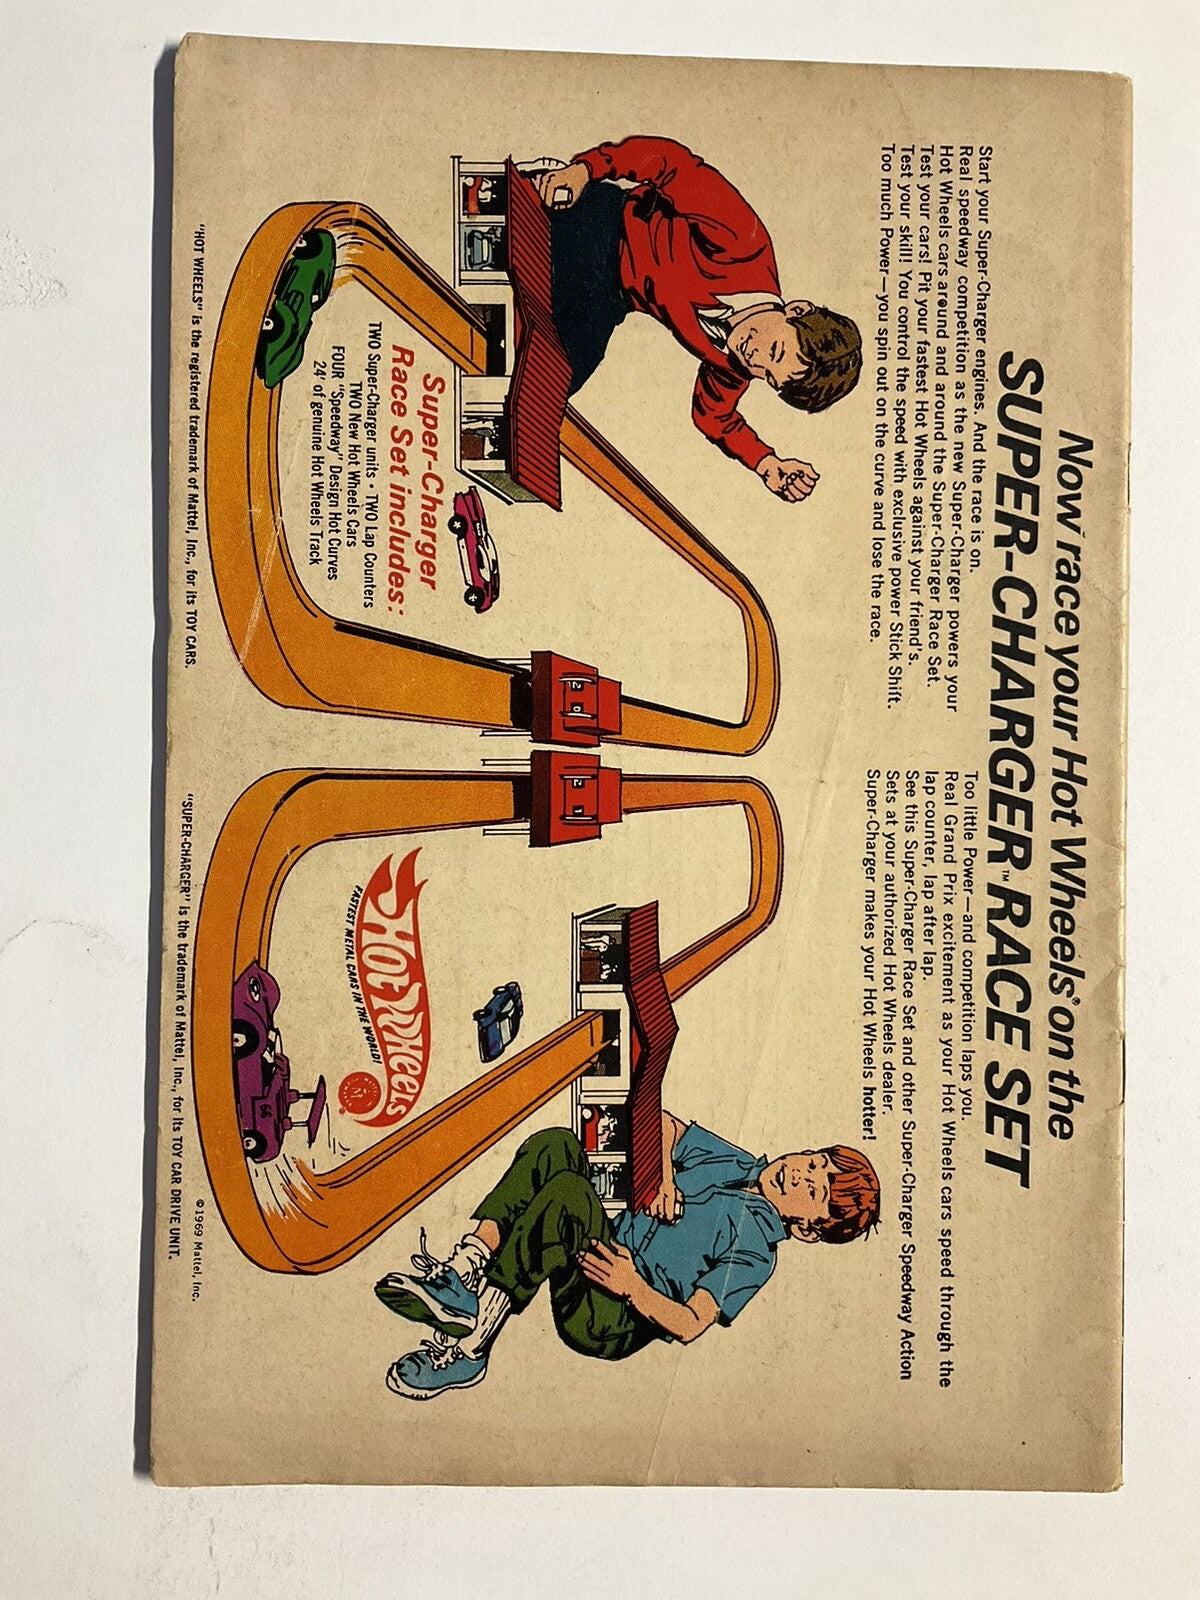 Now race your Hot Wheels® on the
SUPER-CHARGER™ RACE SET
Start your Super-Charger engines. And the race is on.
Real speedway competition as the new Super-Charger powers your
Hot Wheels cars around and around the Super-Charger Race Set.
Test your cars! Pit your fastest Hot Wheels against your friend's.
Test your skill! You control the speed with exclusive power Stick Shift.
Too much Power—you spin out on the curve and lose the race.
Too little Power—and competition laps you.
Real Grand Prix excitement as your Hot Wheels cars speed through the
lap counter, lap after lap.
See this Super-Charger Race Set and other Super-Charger Speedway Action
Sets at your authorized Hot Wheels dealer.
Super-Charger makes your Hot Wheels hotter!
2 0
2 1
Super-Charger
Race Set includes:
TWO Super-Charger units • TWO Lap Counters
TWO New Hot Wheels Cars
FOUR "Speedway" Design Hot Curves
24' of genuine Hot Wheels Track
HOT WHEELS
FASTEST METAL CARS IN THE WORLD!
"HOT WHEELS" is the registered trademark of Mattel, Inc., for its TOY CARS.
"SUPER-CHARGER" is the trademark of Mattel, Inc., for its TOY CAR DRIVE UNIT.
© 1969 Mattel, Inc.